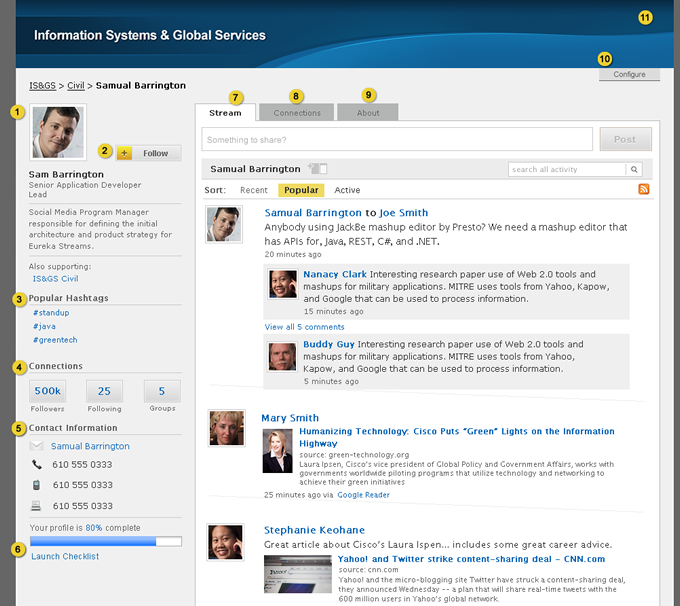 Information Systems & Global Services
11
10
Configure
IS&GS > Civil > Samual Barrington
1
2
+ Follow
Sam Barrington
Senior Application Developer
Lead
Social Media Program Manager
responsible for defining the initial
architecture and product strategy for
Eureka Streams.
Also supporting:
IS&GS Civil
3
Popular Hashtags
#standup
#java
#greentech
4
Connections
500k
25
5
Followers
Following
Groups
5
Contact Information
Samual Barrington
610 555 0333
610 555 0333
610 555 0333
Your profile is 80% complete
6
Launch Checklist
7
8
9
Stream
Connections
About
Something to share?
Post
Samual Barrington
search all activity
Sort: Recent Popular Active
Samual Barrington to Joe Smith
Anybody using JackBe mashup editor by Presto? We need a mashup editor that
has APIs for, Java, REST, C#, and .NET.
20 minutes ago
Nanacy Clark Interesting research paper use of Web 2.0 tools and
mashups for military applications. MITRE uses tools from Yahoo, Kapow,
and Google that can be used to process information.
15 minutes ago
View all 5 comments
Buddy Guy Interesting research paper use of Web 2.0 tools and
mashups for military applications. MITRE uses tools from Yahoo,
Kapow, and Google that can be used to process information.
5 minutes ago
Mary Smith
Humanizing Technology: Cisco Puts “Green” Lights on the Information
Highway
source: green-technology.org
Laura Ipsen, Cisco's vice president of Global Policy and Government Affairs, works with
governments worldwide piloting programs that utilize technology and networking to
achieve their green initiatives
25 minutes ago via Google Reader
Stephanie Keohane
Great article about Cisco's Laura Ispen... includes some great career advice.
Yahoo! and Twitter strike content-sharing deal - CNN.com
source: cnn.com
Yahoo! and the micro-blogging site Twitter have struck a content-sharing deal,
they announced Wednesday -- a plan that will share real-time tweets with the
600 million users in Yahoo's global network.